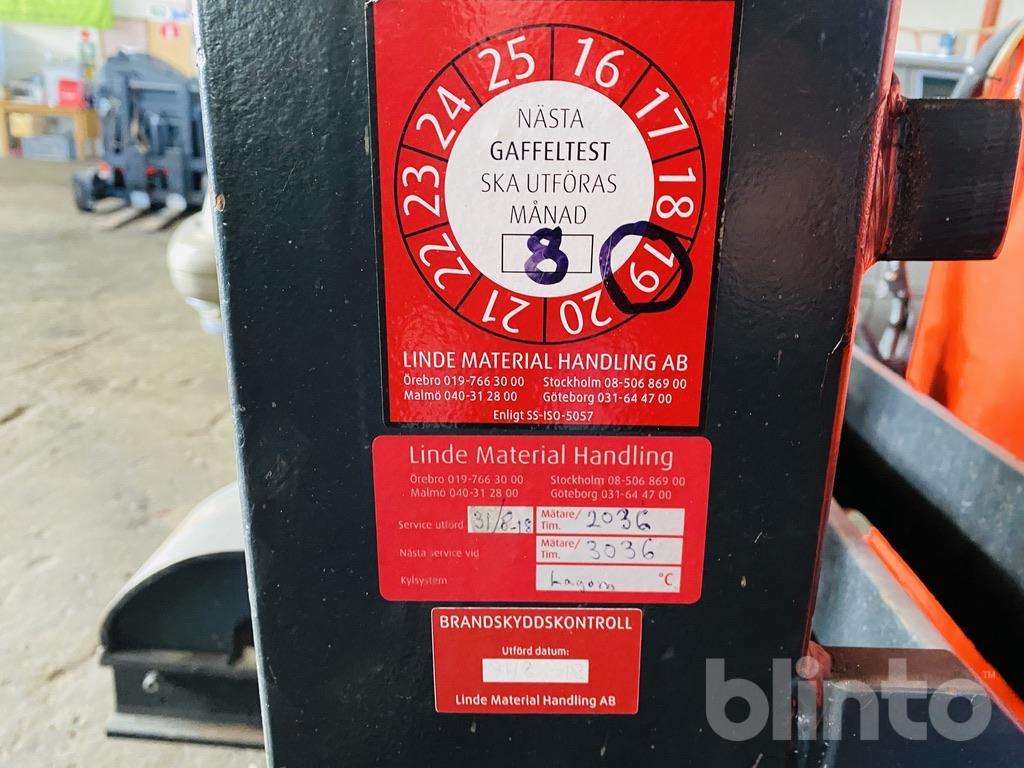 25 16
24 17
23 18
22 19
21 20
NÄSTA
GAFFELTEST
SKA UTFÖRAS
MÅNAD
8
LINDE MATERIAL HANDLING AB
Örebro 019-766 30 00 Stockholm 08-506 869 00
Malmö 040-31 28 00 Göteborg 031-64 47 00
Enligt SS-ISO-5057
Linde Material Handling
Örebro 019-766 30 00 Stockholm 08-506 869 00
Malmö 040-31 28 00 Göteborg 031-64 47 00
Service utförd 31/8-18 Mätare/Tim. 2036
Nästa service vid Mätare/Tim. 3036
Kylsystem Lagom °C
BRANDSKYDDSKONTROLL
Utförd datum:
Linde Material Handling AB
blinto™